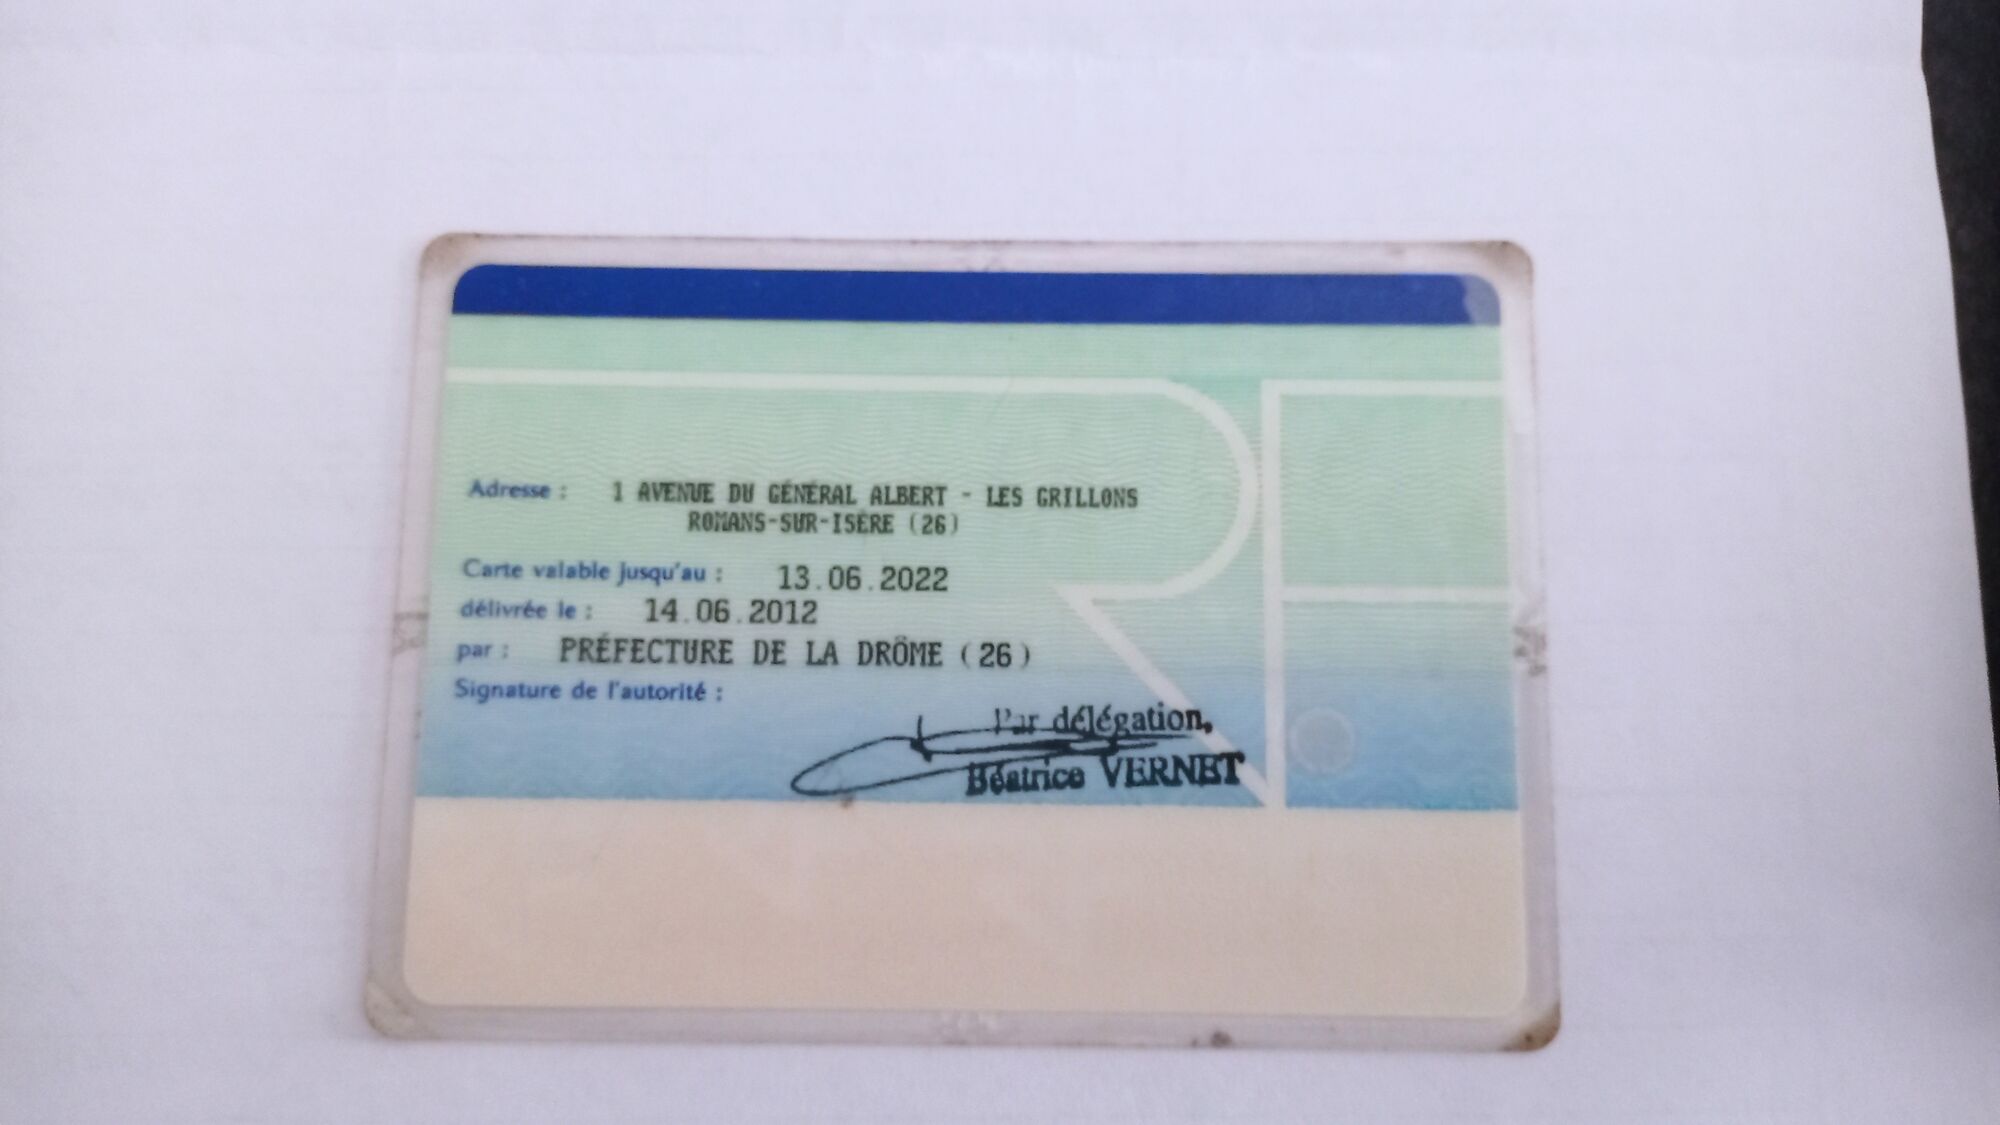 Adresse : 1 AVENUE DU GÉNÉRAL ALBERT - LES GRILLONS
ROMANS-SUR-ISÈRE (26)
Carte valable jusqu'au : 13.06.2022
délivrée le : 14.06.2012
par : PRÉFECTURE DE LA DRÔME (26)
Signature de l'autorité :
Par délégation,
Béatrice VERNET
RF